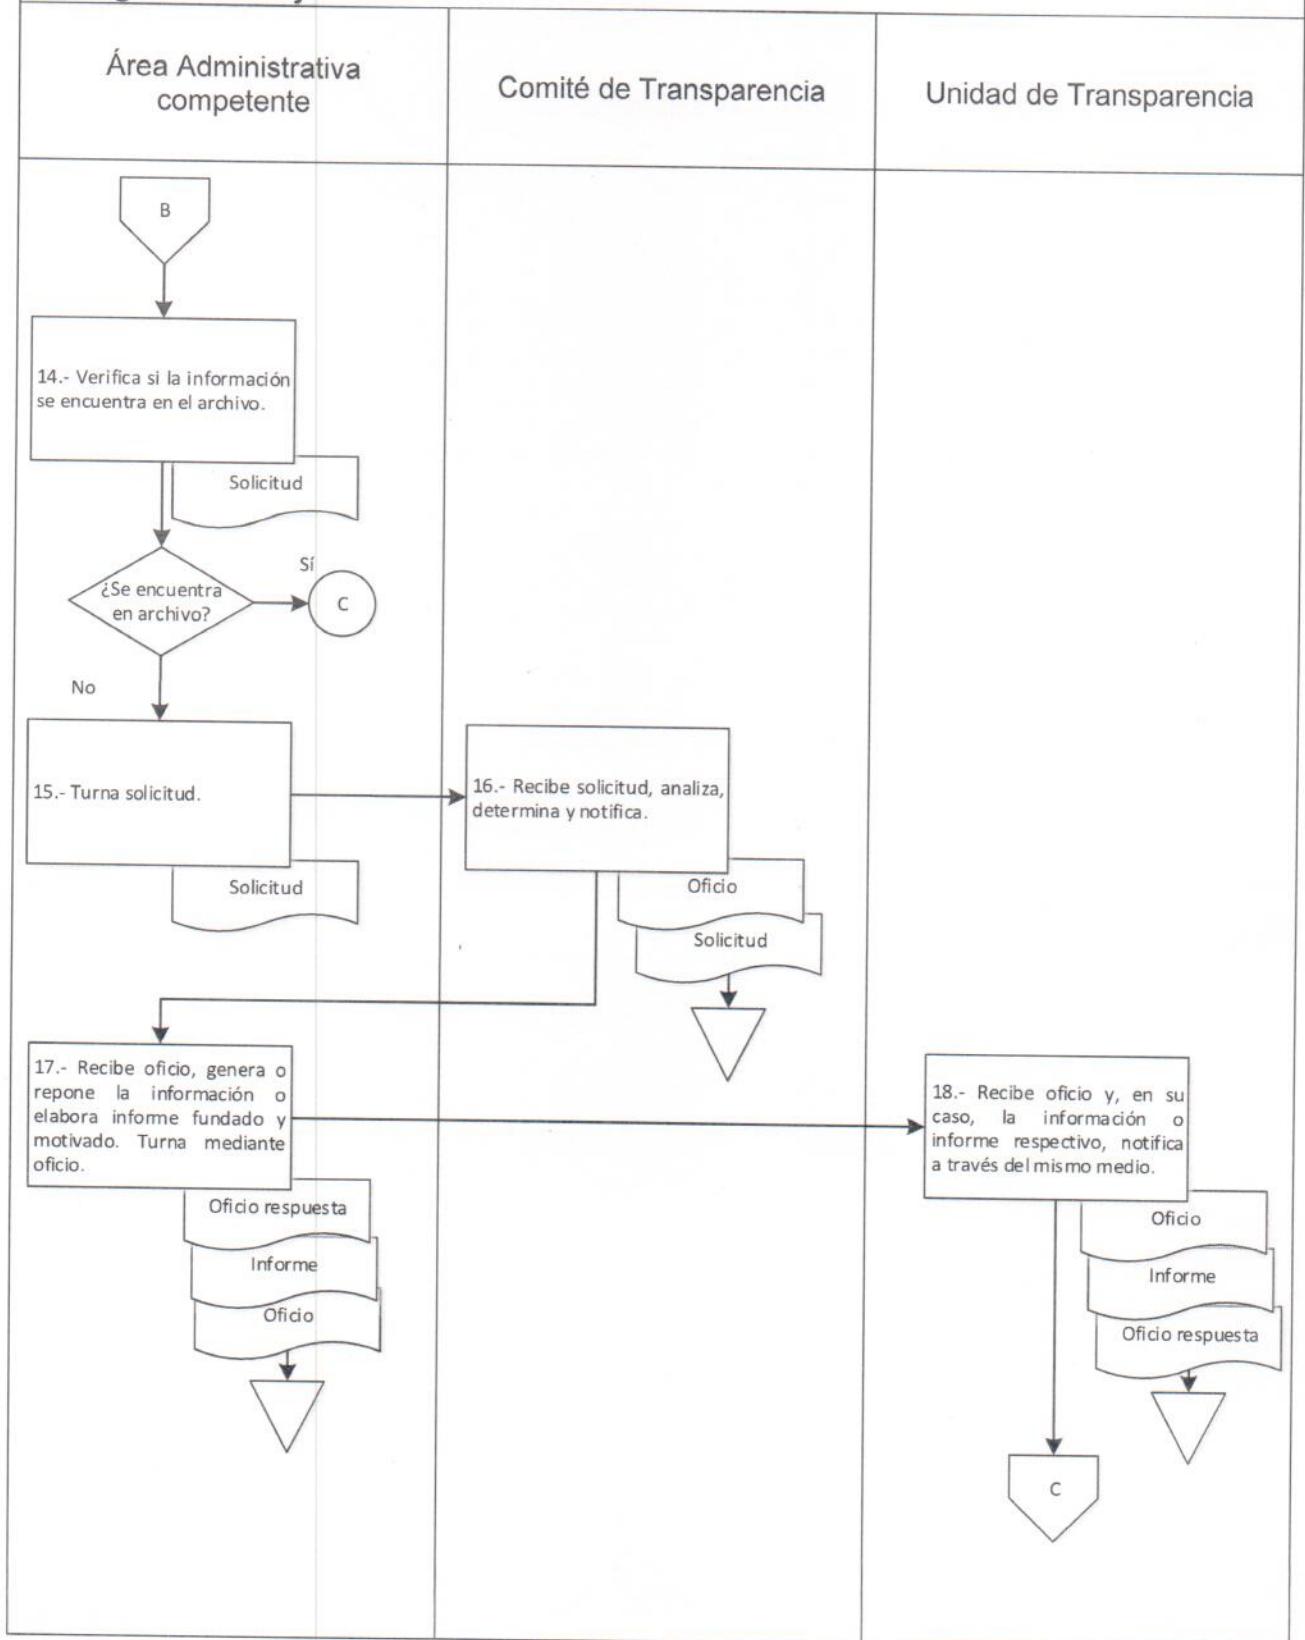 Área Administrativa
competente
Comité de Transparencia
Unidad de Transparencia
B
14.- Verifica si la información
se encuentra en el archivo.
Solicitud
¿Se encuentra
en archivo?
Sí
C
No
15.- Turna solicitud.
Solicitud
16.- Recibe solicitud, analiza,
determina y notifica.
Oficio
Solicitud
17.- Recibe oficio, genera o
repone la información o
elabora informe fundado y
motivado. Turna mediante
oficio.
Oficio respuesta
Informe
Oficio
18.- Recibe oficio y, en su
caso, la información o
informe respectivo, notifica
a través del mismo medio.
Oficio
Informe
Oficio respuesta
C